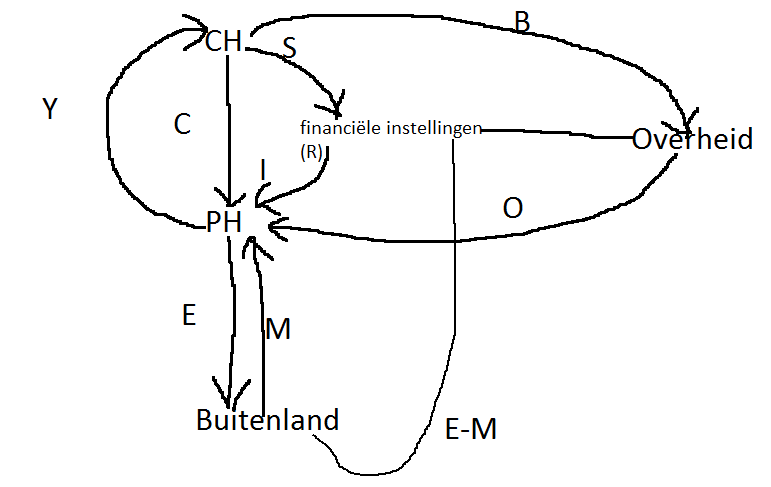 B
CH
S
Y
C
financiële instellingen
(R)
Overheid
I
PH
O
E
M
Buitenland
E-M